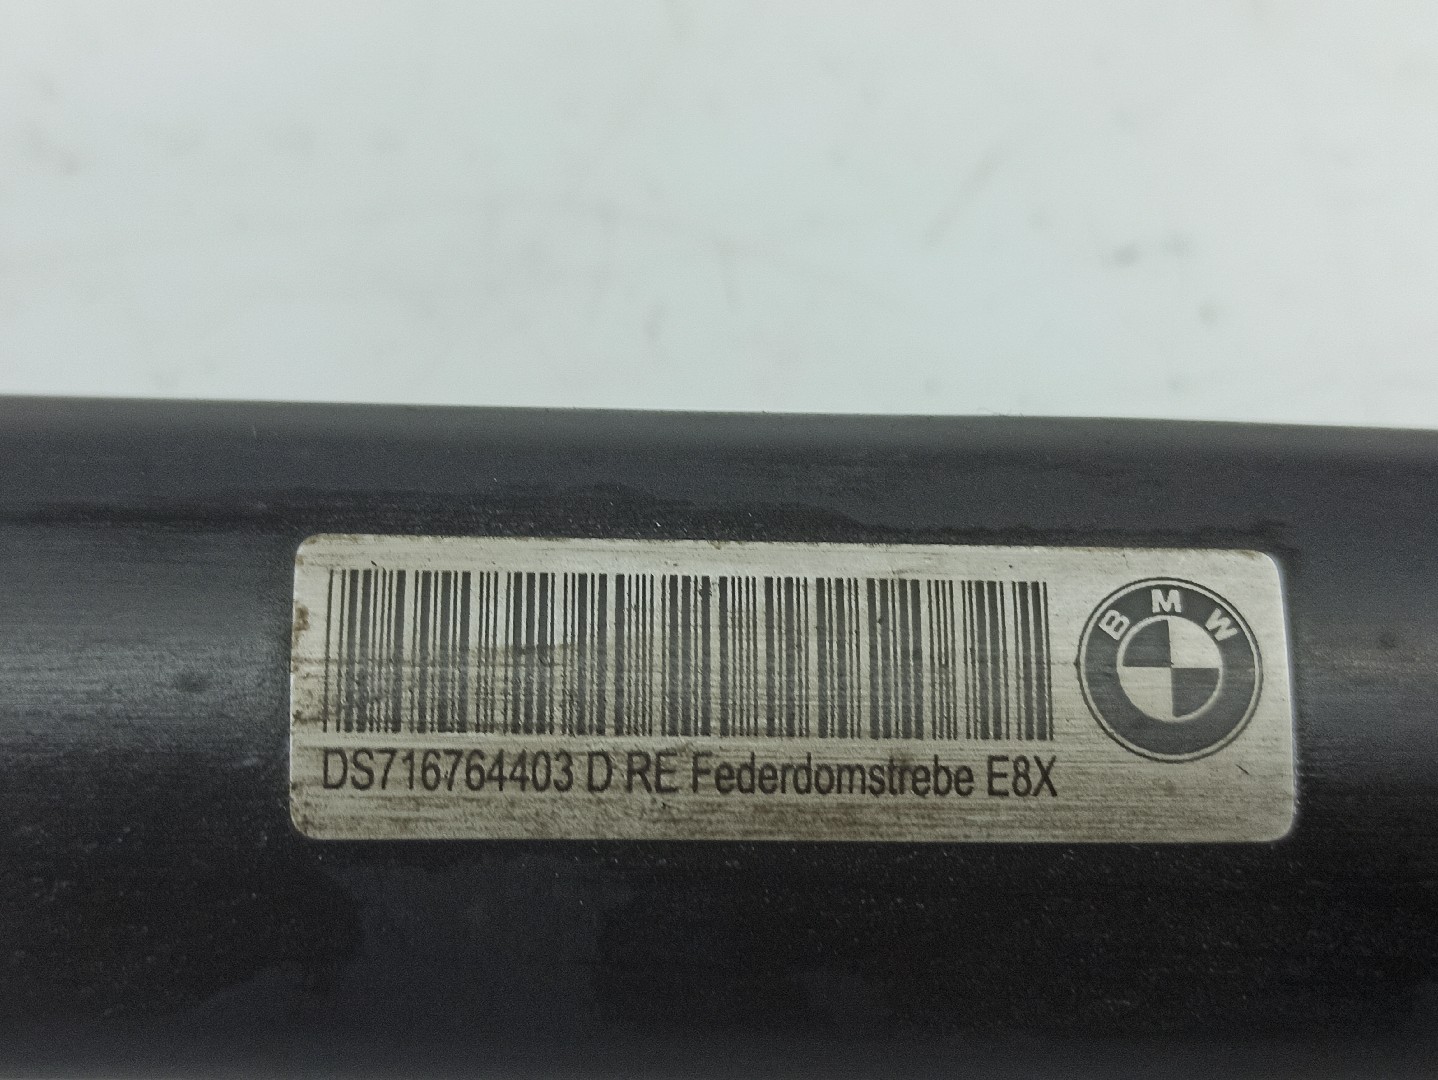 BMW
DS716764403 D RE Federdomstrebe E8X